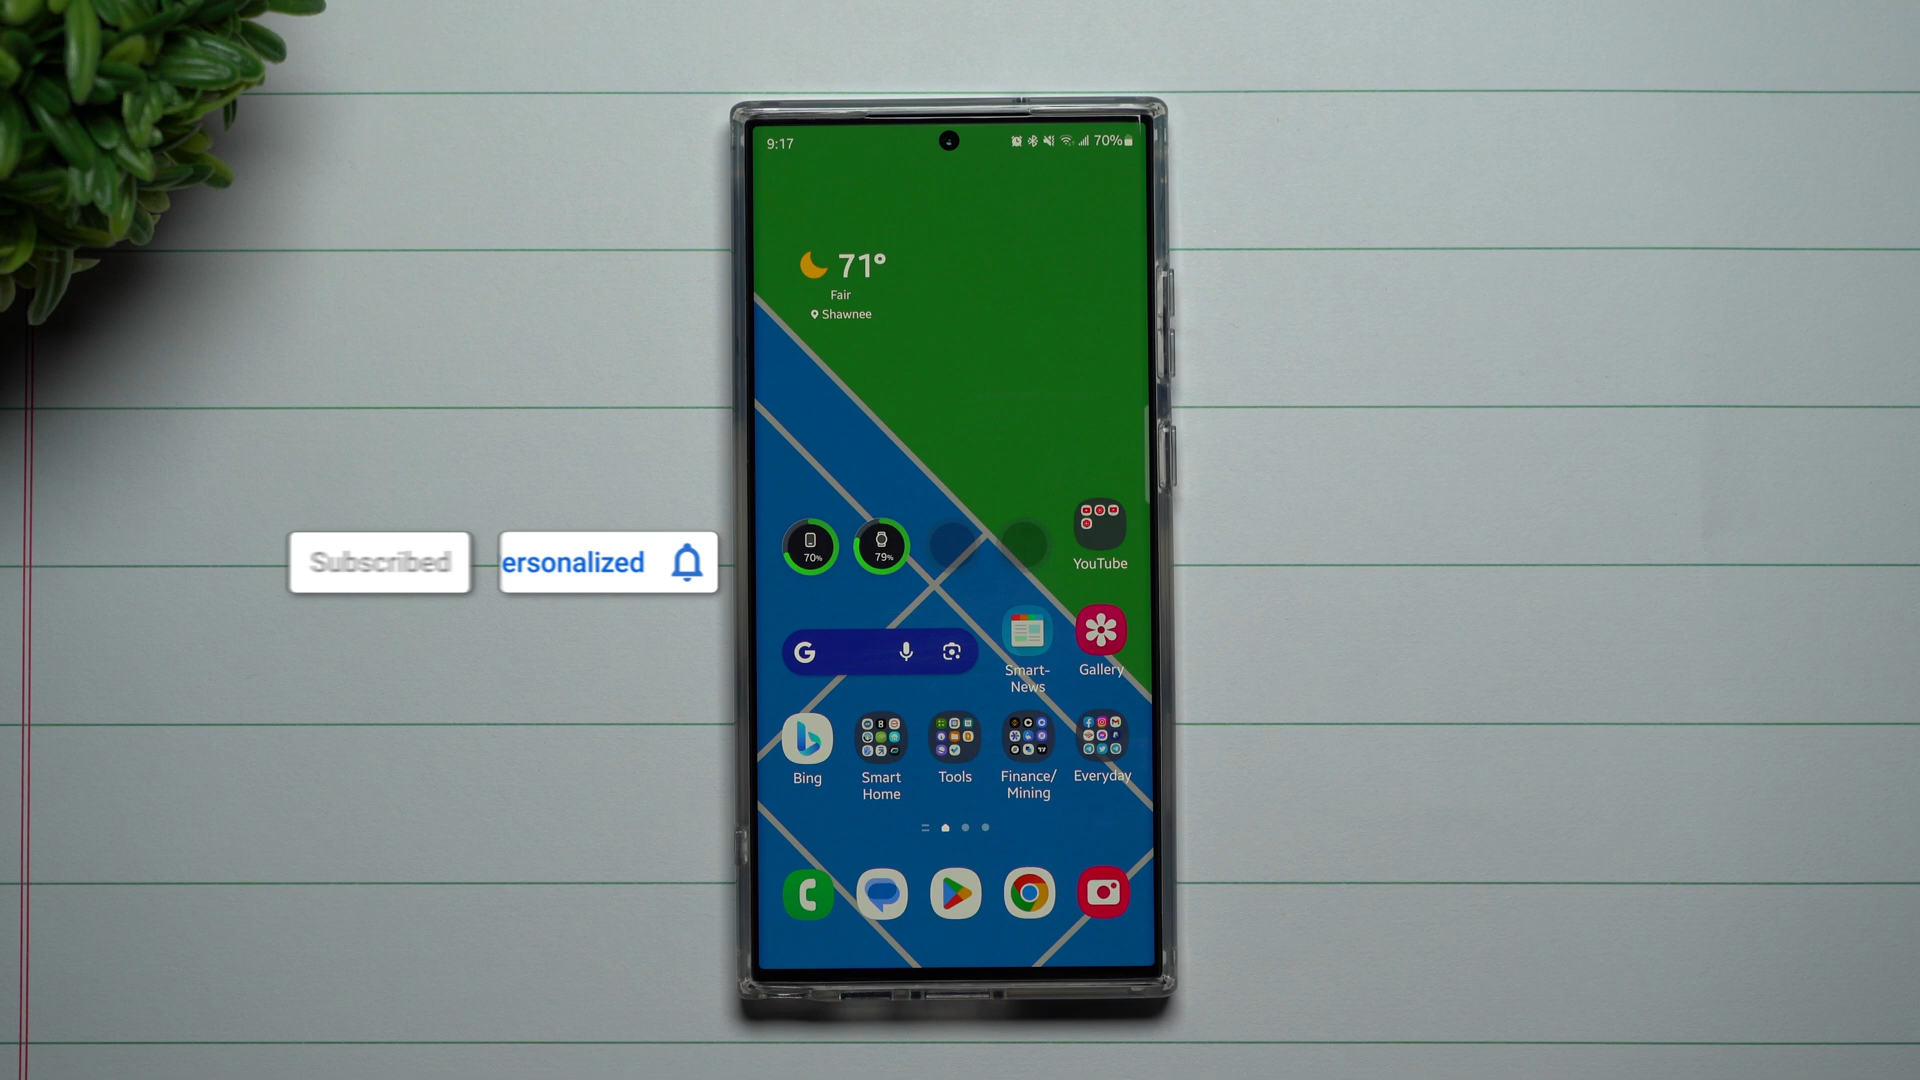 9:17
70%
71°
Fair
Shawnee
Subscribed
ersonalized
70%
79%
YouTube
G
Smart-
News
Gallery
Bing
Smart
Home
Tools
Finance/
Mining
Everyday